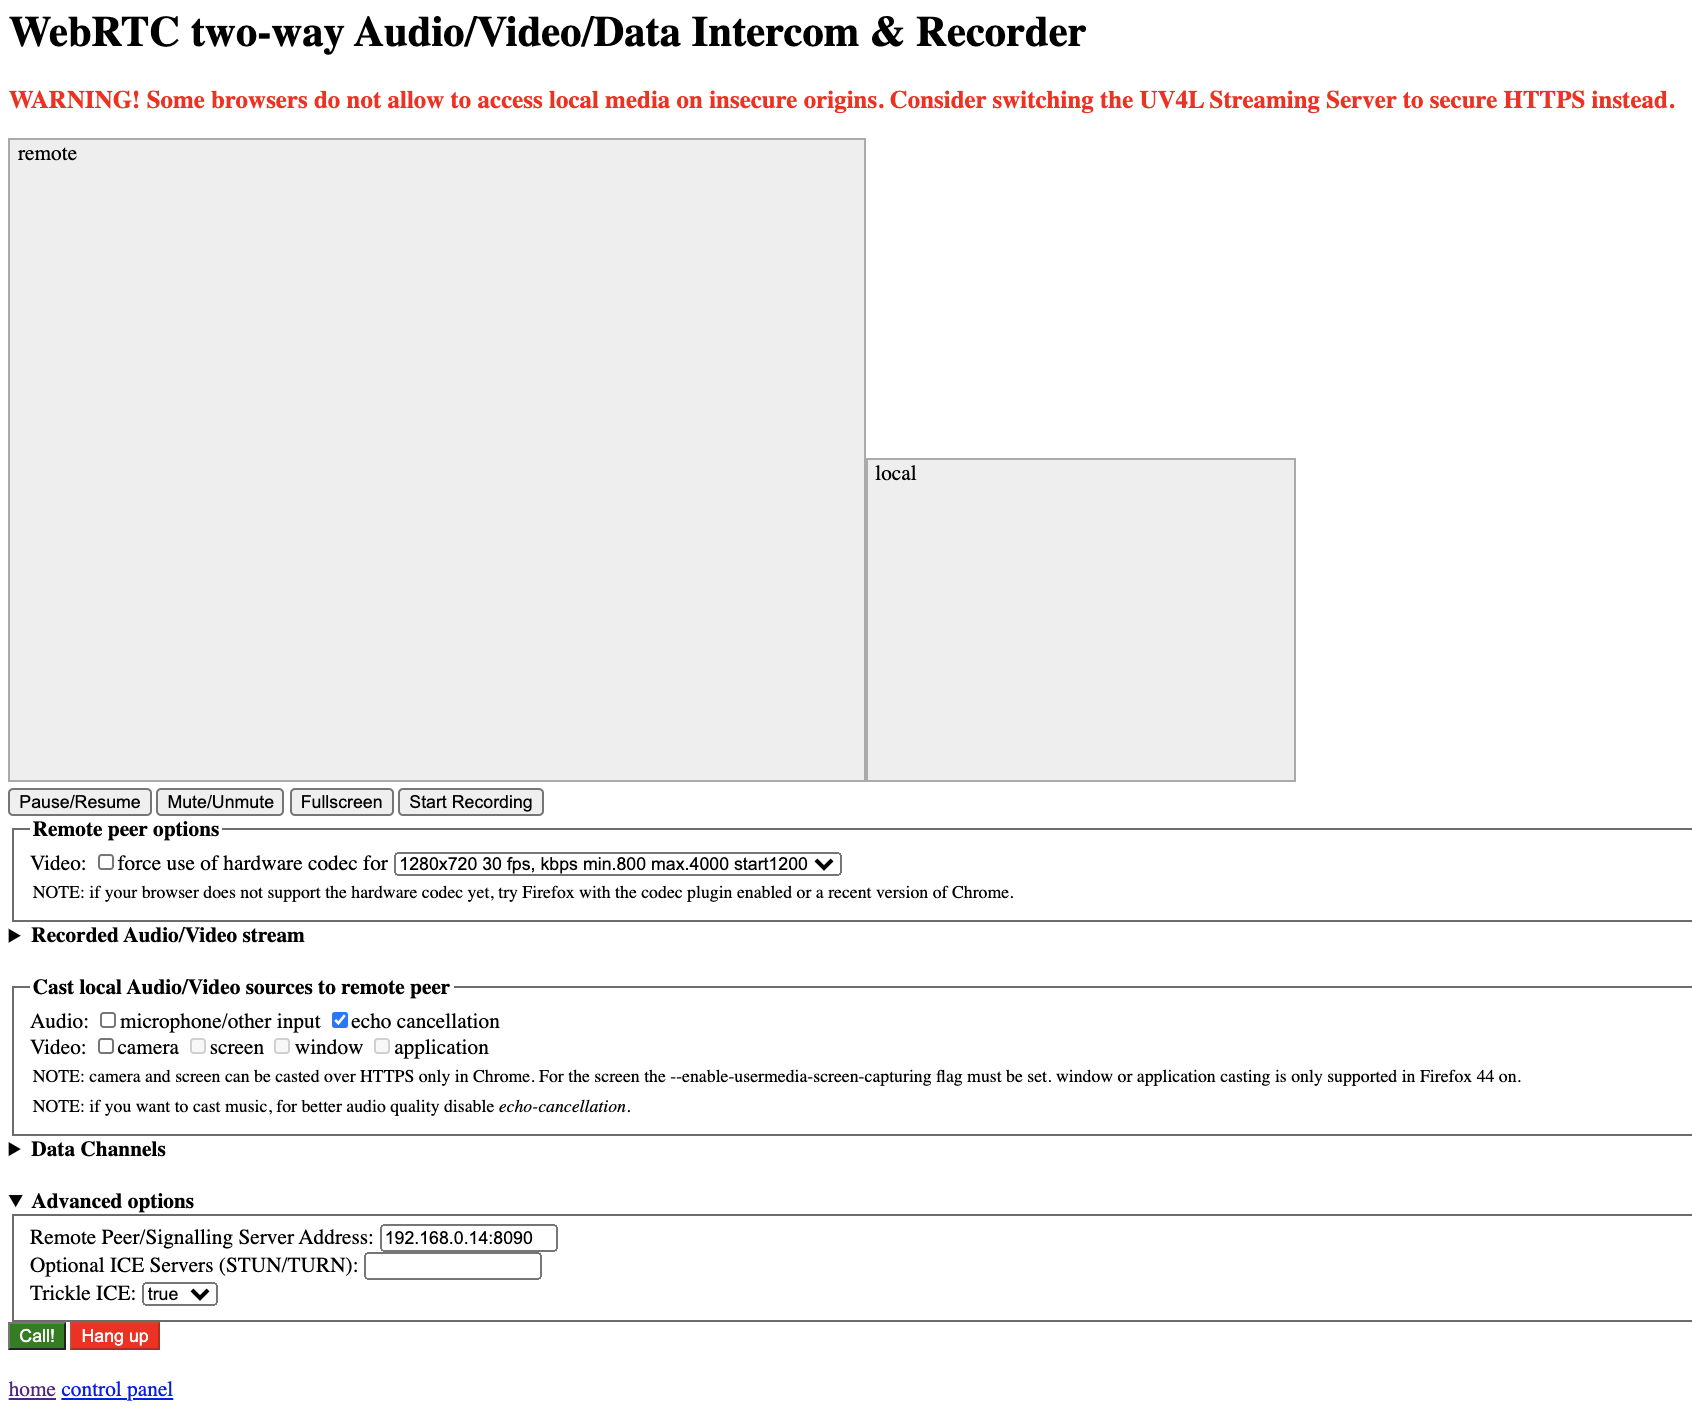 WebRTC two-way Audio/Video/Data Intercom & Recorder
WARNING! Some browsers do not allow to access local media on insecure origins. Consider switching the UV4L Streaming Server to secure HTTPS instead.
remote
local
Pause/Resume Mute/Unmute Fullscreen Start Recording
Remote peer options
Video: force use of hardware codec for 1280x720 30 fps, kbps min.800 max.4000 start1200
NOTE: if your browser does not support the hardware codec yet, try Firefox with the codec plugin enabled or a recent version of Chrome.
Recorded Audio/Video stream
Cast local Audio/Video sources to remote peer
Audio: microphone/other input echo cancellation
Video: camera screen window application
NOTE: camera and screen can be casted over HTTPS only in Chrome. For the screen the --enable-usermedia-screen-capturing flag must be set. window or application casting is only supported in Firefox 44 on.
NOTE: if you want to cast music, for better audio quality disable echo-cancellation.
Data Channels
Advanced options
Remote Peer/Signalling Server Address: 192.168.0.14:8090
Optional ICE Servers (STUN/TURN):
Trickle ICE: true
Call! Hang up
home control panel